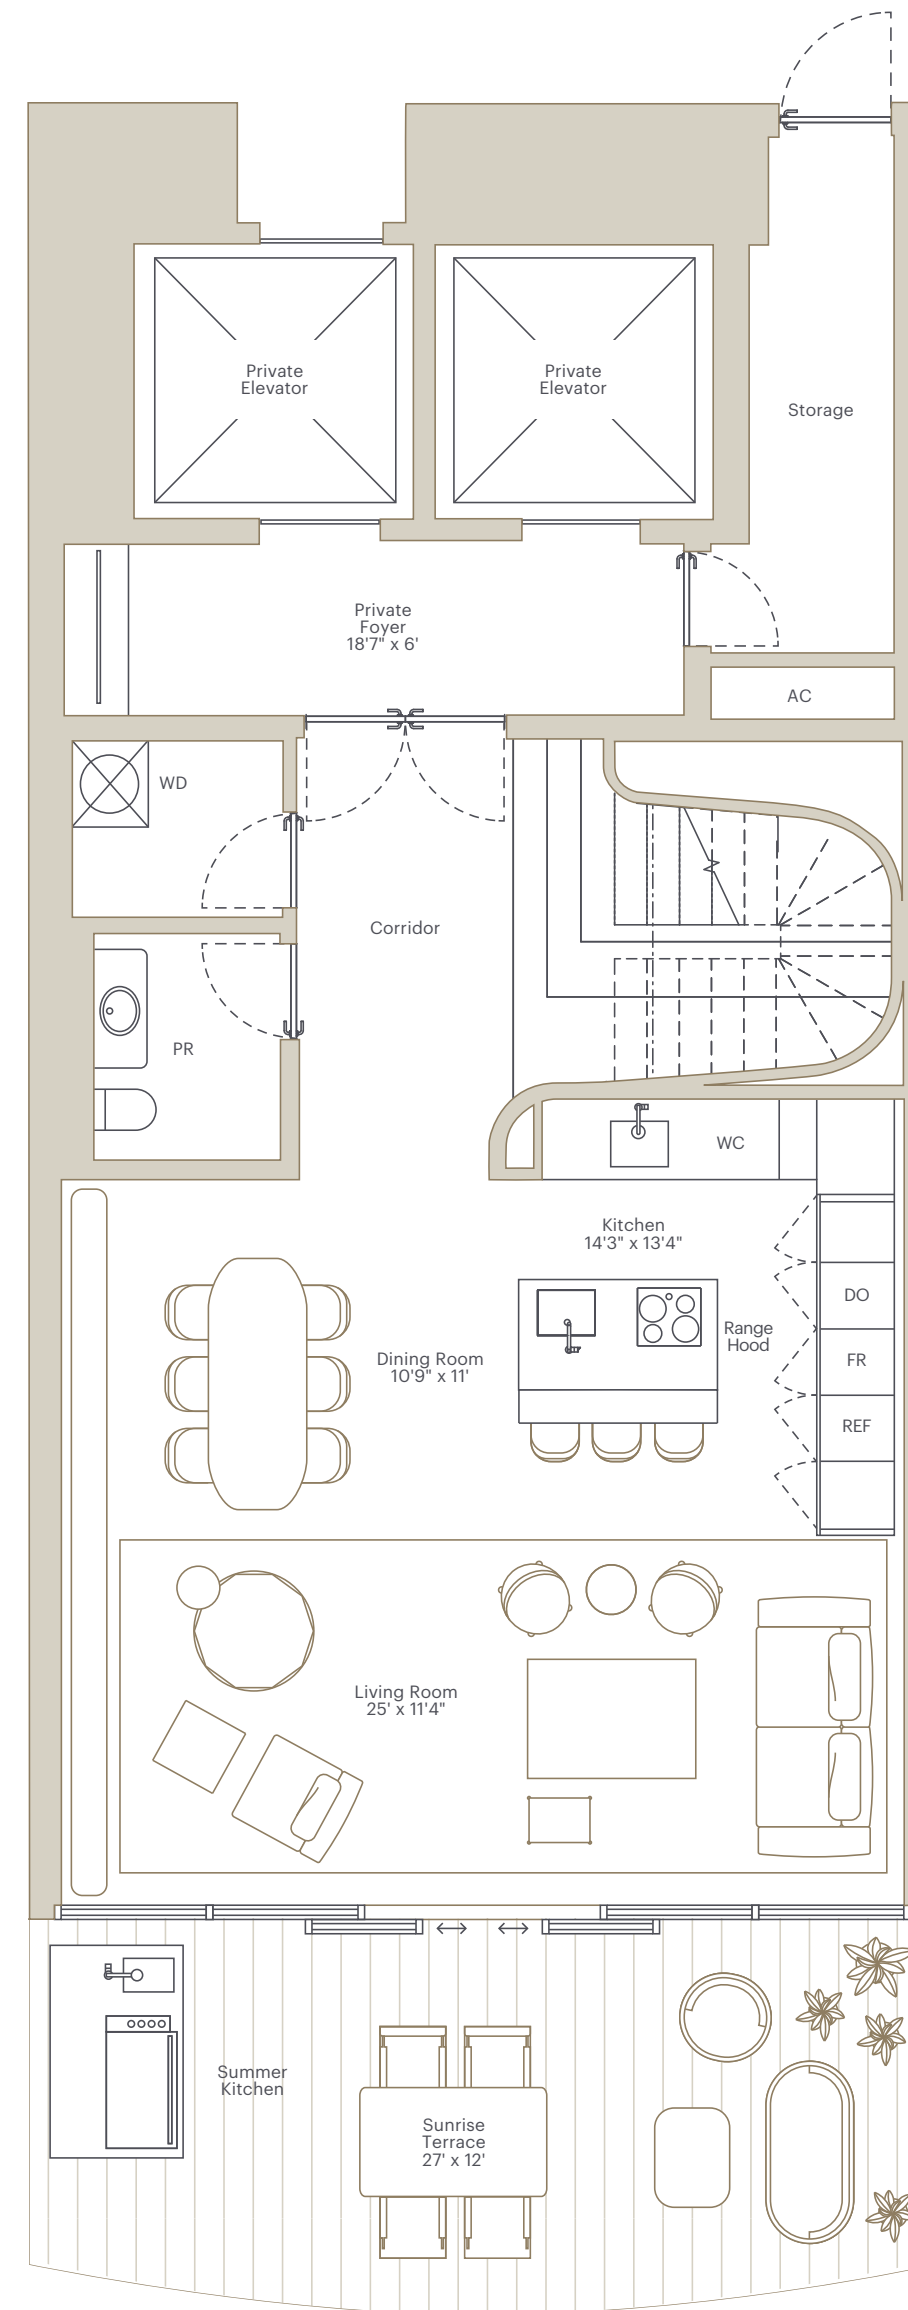 Private
Elevator
Private
Elevator
Storage
Private
Foyer
18'7" x 6'
AC
WD
Corridor
PR
WC
Kitchen
14'3" x 13'4"
DO
Range
Hood
FR
Dining Room
10'9" x 11'
REF
Living Room
25' x 11'4"
Summer
Kitchen
Sunrise
Terrace
27' x 12'